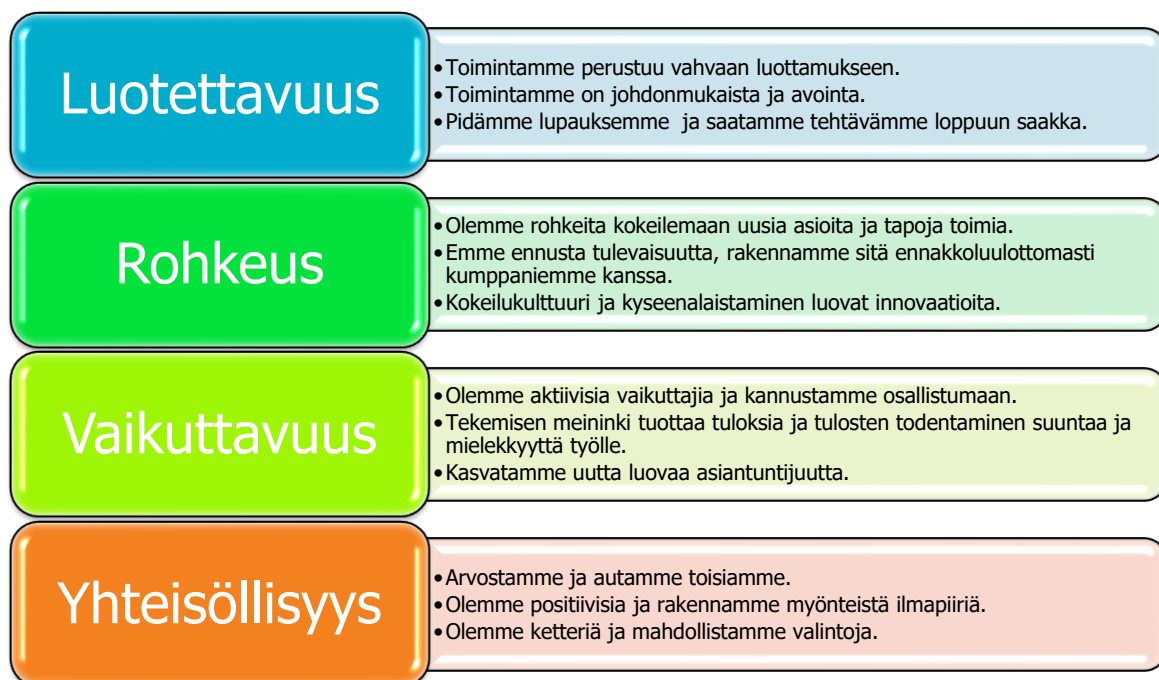 Luotettavuus
•Toimintamme perustuu vahvaan luottamukseen.
•Toimintamme on johdonmukaista ja avointa.
•Pidämme lupauksemme  ja saatamme tehtävämme loppuun saakka.
Rohkeus
•Olemme rohkeita kokeilemaan uusia asioita ja tapoja toimia.
•Emme ennusta tulevaisuutta, rakennamme sitä ennakkoluulottomasti
kumppaniemme kanssa.
•Kokeilukulttuuri ja kyseenalaistaminen luovat innovaatioita.
Vaikuttavuus
•Olemme aktiivisia vaikuttajia ja kannustamme osallistumaan.
•Tekemisen meininki tuottaa tuloksia ja tulosten todentaminen suuntaa ja
mielekkyyttä työlle.
•Kasvatamme uutta luovaa asiantuntijuutta.
Yhteisöllisyys
•Arvostamme ja autamme toisiamme.
•Olemme positiivisia ja rakennamme myönteistä ilmapiiriä.
•Olemme ketteriä ja mahdollistamme valintoja.